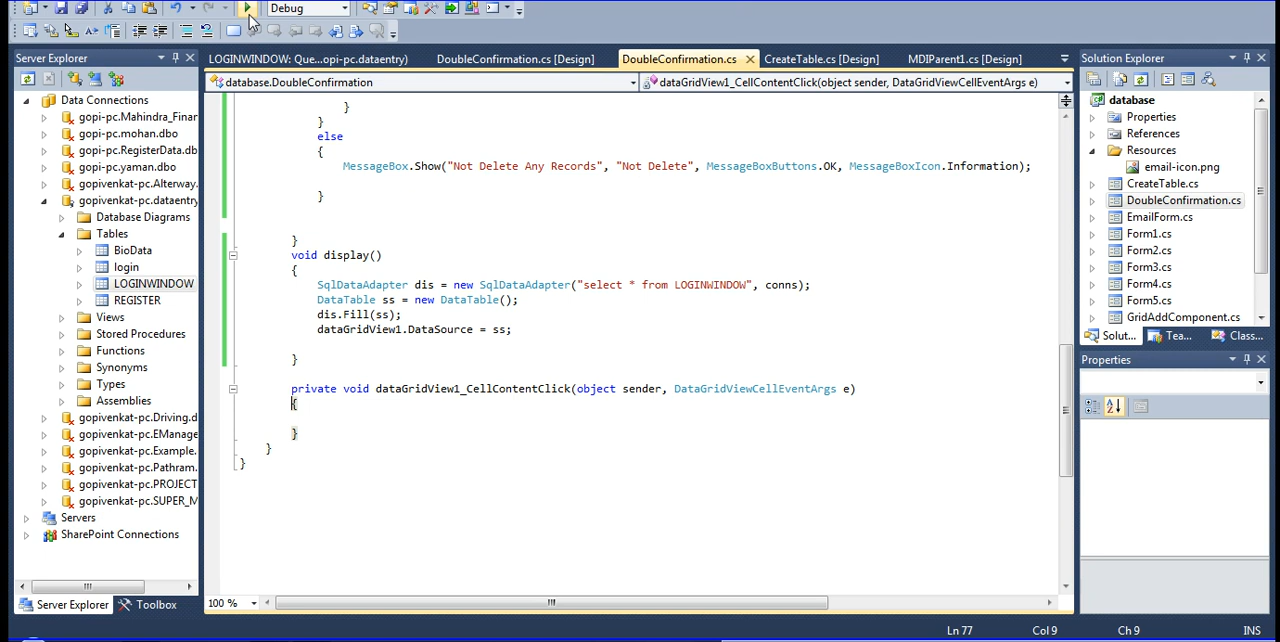 Debug
Server Explorer
Data Connections
gopi-pc.Mahindra_Finar
gopi-pc.mohan.dbo
gopi-pc.RegisterData.db
gopi-pc.yaman.dbo
gopivenkat-pc.Alterway.
gopivenkat-pc.dataentry
Database Diagrams
Tables
BioData
login
LOGINWINDOW
REGISTER
Views
Stored Procedures
Functions
Synonyms
Types
Assemblies
gopivenkat-pc.Driving.d
gopivenkat-pc.EManage
gopivenkat-pc.Example.
gopivenkat-pc.Pathram.
gopivenkat-pc.PROJECT
gopivenkat-pc.SUPER_M
Servers
SharePoint Connections
Server Explorer Toolbox
LOGINWINDOW: Que...opi-pc.dataentry) DoubleConfirmation.cs [Design] DoubleConfirmation.cs CreateTable.cs [Design] MDIParent1.cs [Design]
database.DoubleConfirmation dataGridView1_CellContentClick(object sender, DataGridViewCellEventArgs e)
}
}
else
{
MessageBox.Show("Not Delete Any Records", "Not Delete", MessageBoxButtons.OK, MessageBoxIcon.Information);
}
}
void display()
{
SqlDataAdapter dis = new SqlDataAdapter("select * from LOGINWINDOW", conns);
DataTable ss = new DataTable();
dis.Fill(ss);
dataGridView1.DataSource = ss;
}
private void dataGridView1_CellContentClick(object sender, DataGridViewCellEventArgs e)
{
}
}
}
100 %
Solution Explorer
database
Properties
References
Resources
email-icon.png
CreateTable.cs
DoubleConfirmation.cs
EmailForm.cs
Form1.cs
Form2.cs
Form3.cs
Form4.cs
Form5.cs
GridAddComponent.cs
Solut... Tea... Class...
Properties
Ln 77 Col 9 Ch 9 INS